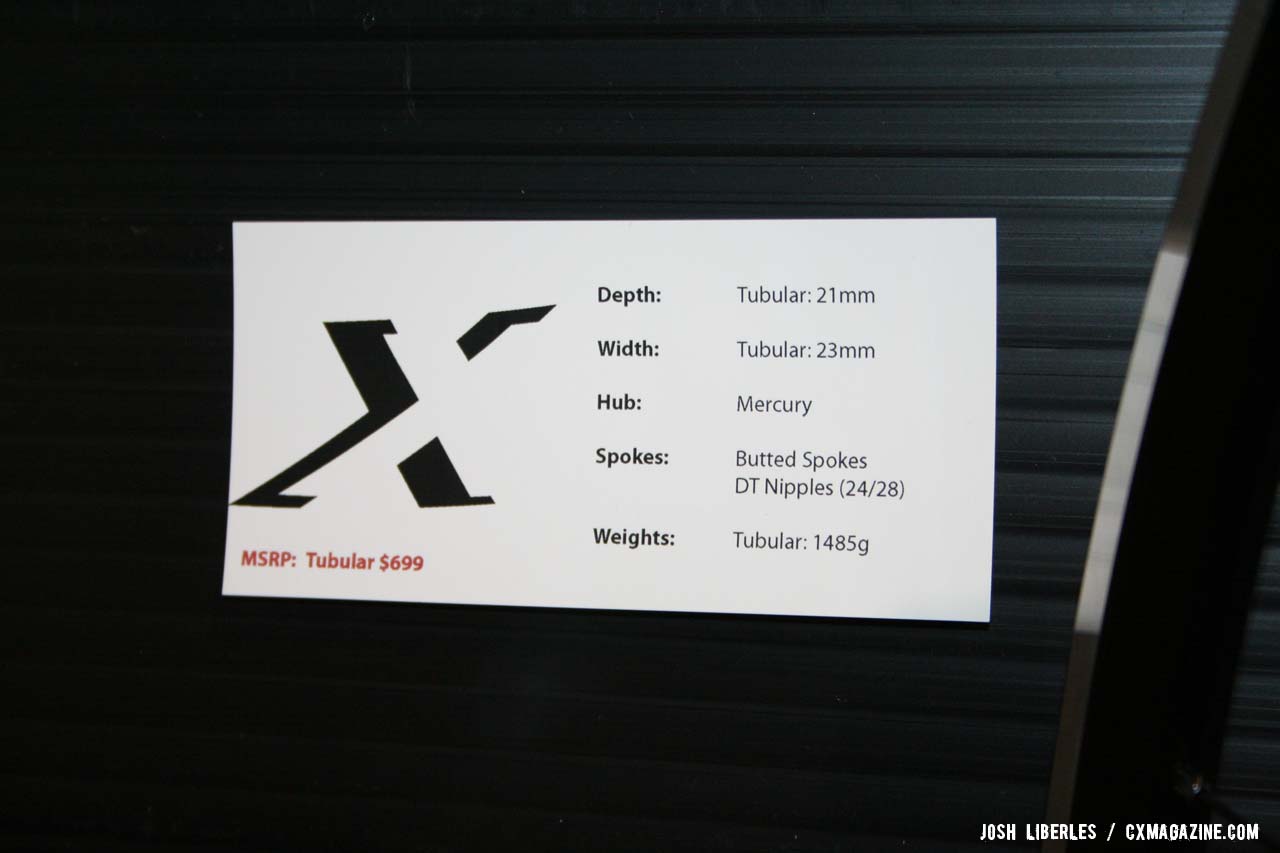 X
Depth: Tubular: 21mm
Width: Tubular: 23mm
Hub: Mercury
Spokes: Butted Spokes
DT Nipples (24/28)
Weights: Tubular: 1485g
MSRP: Tubular $699
JOSH LIBERLES / CXMAGAZINE.COM